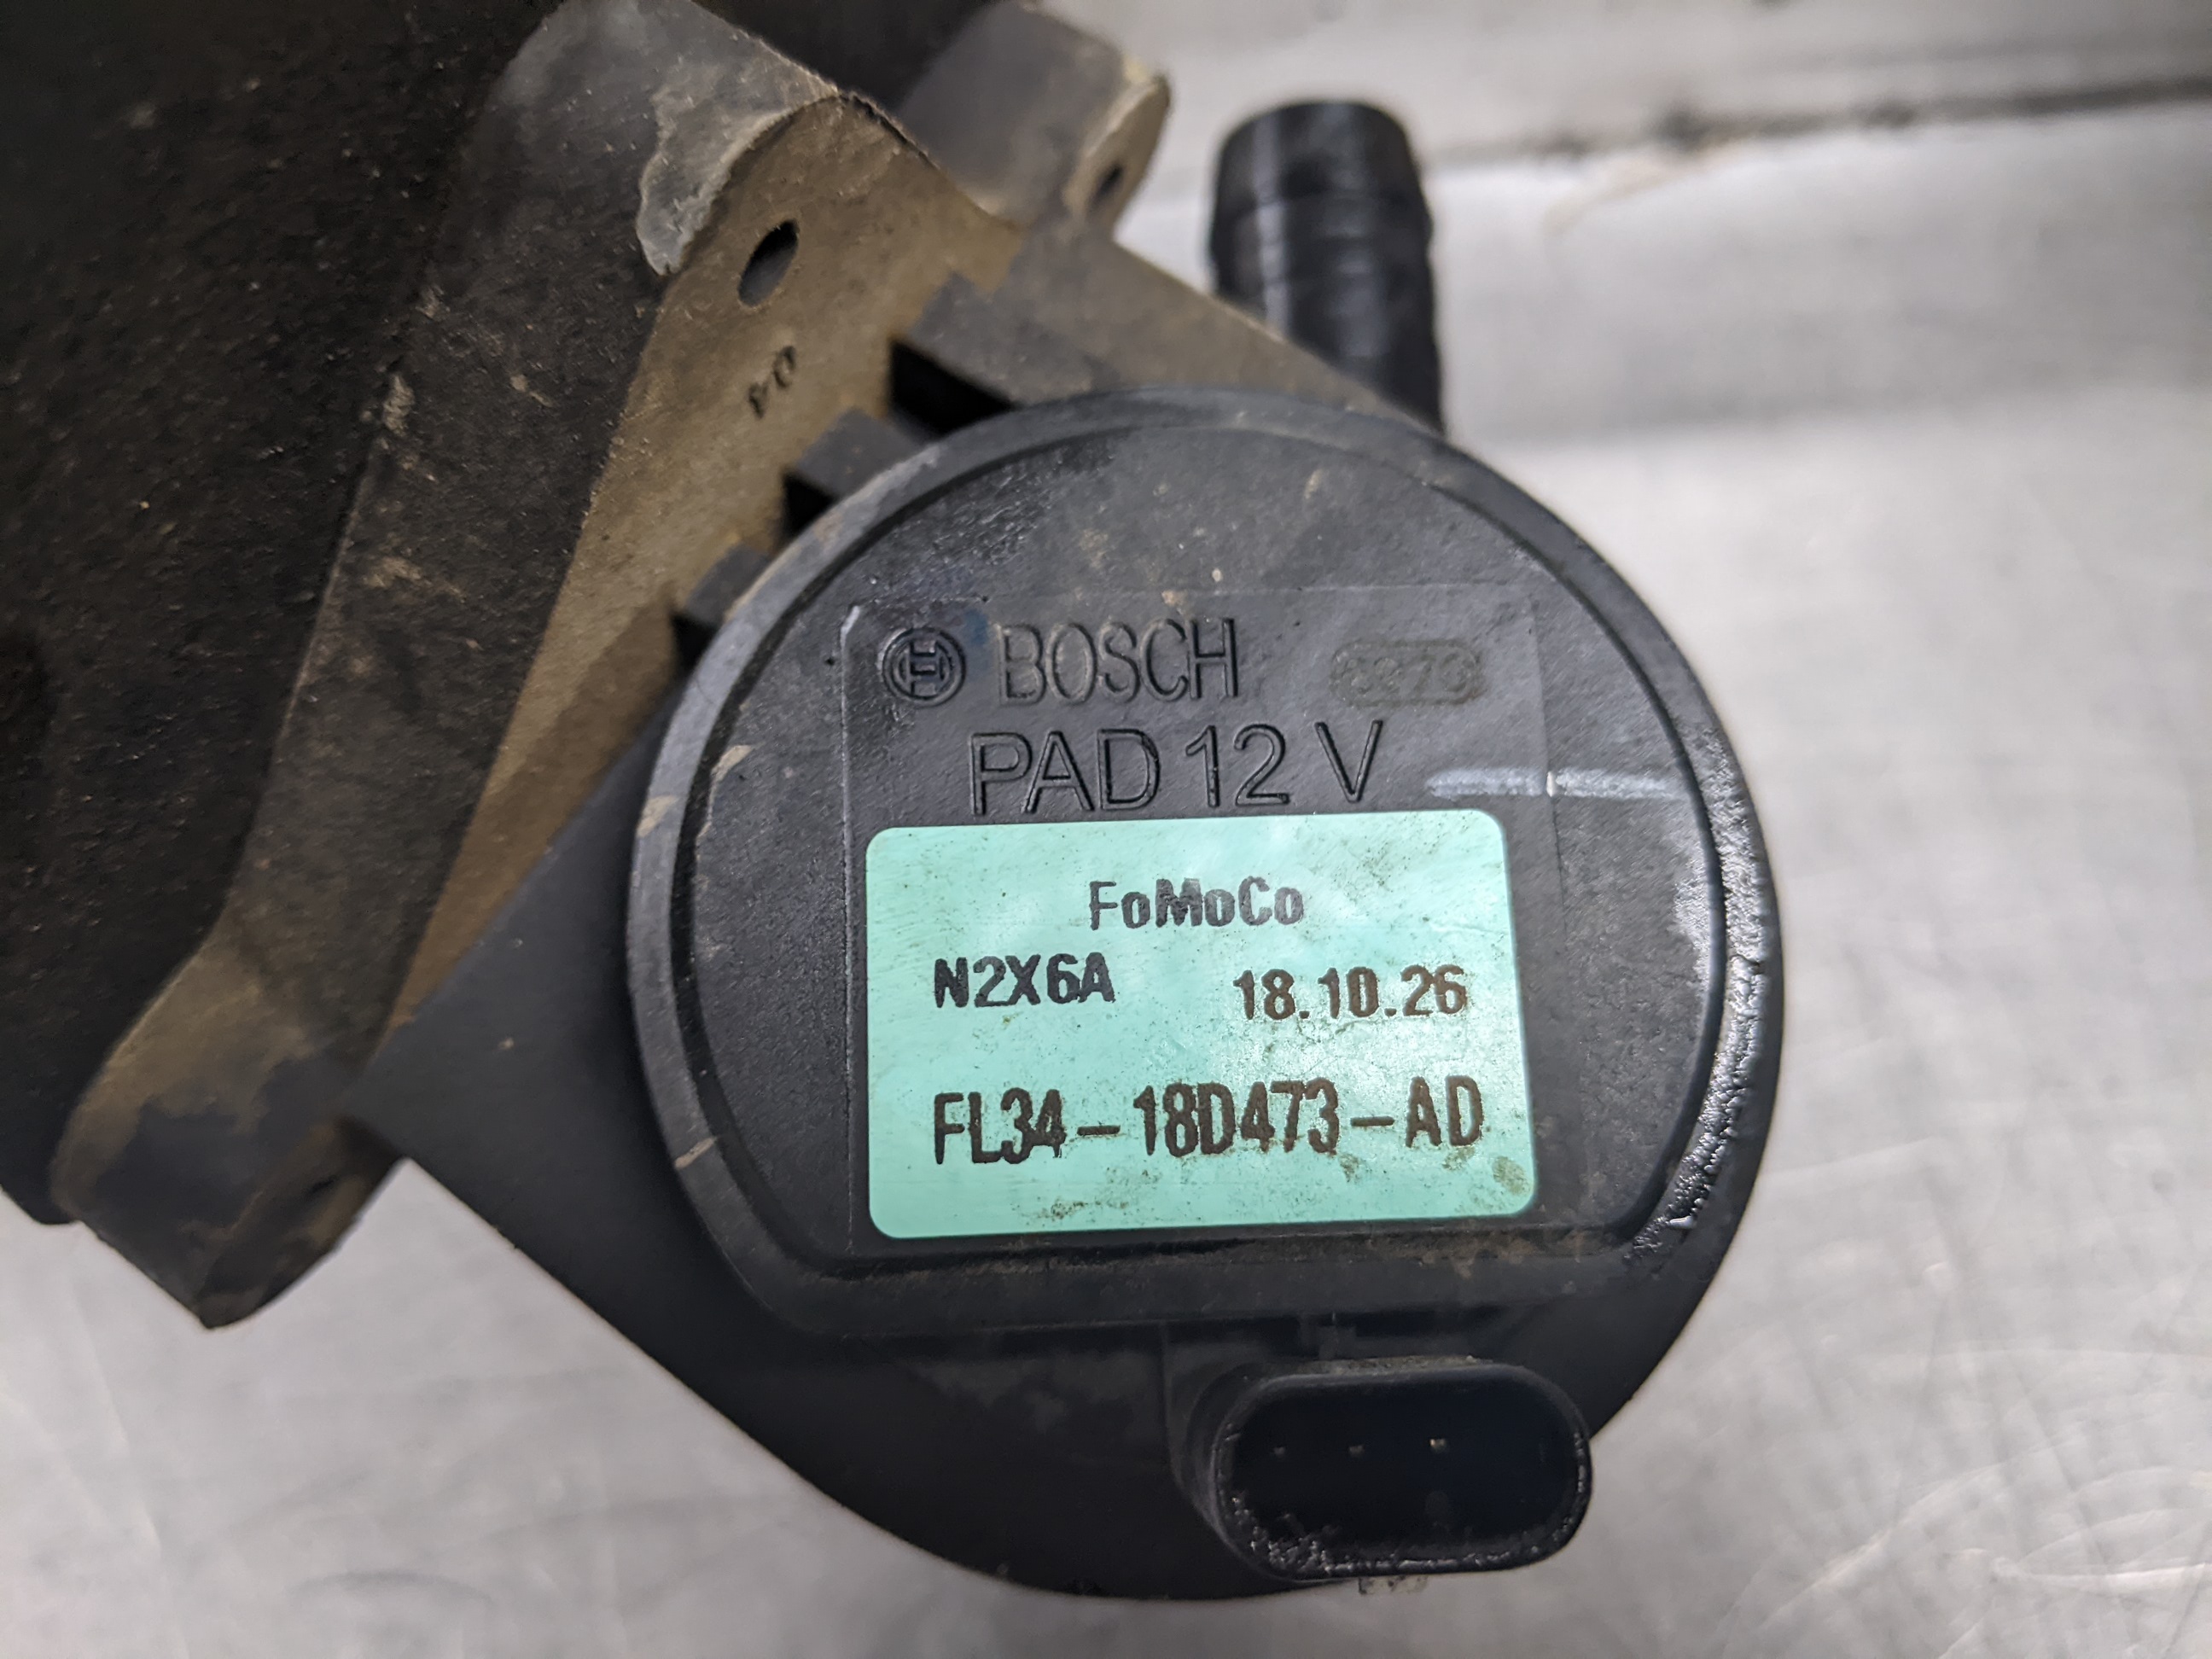 BOSCH
PAD 12 V
FoMoCo
N2X6A 18.10.26
FL34-18D473-AD